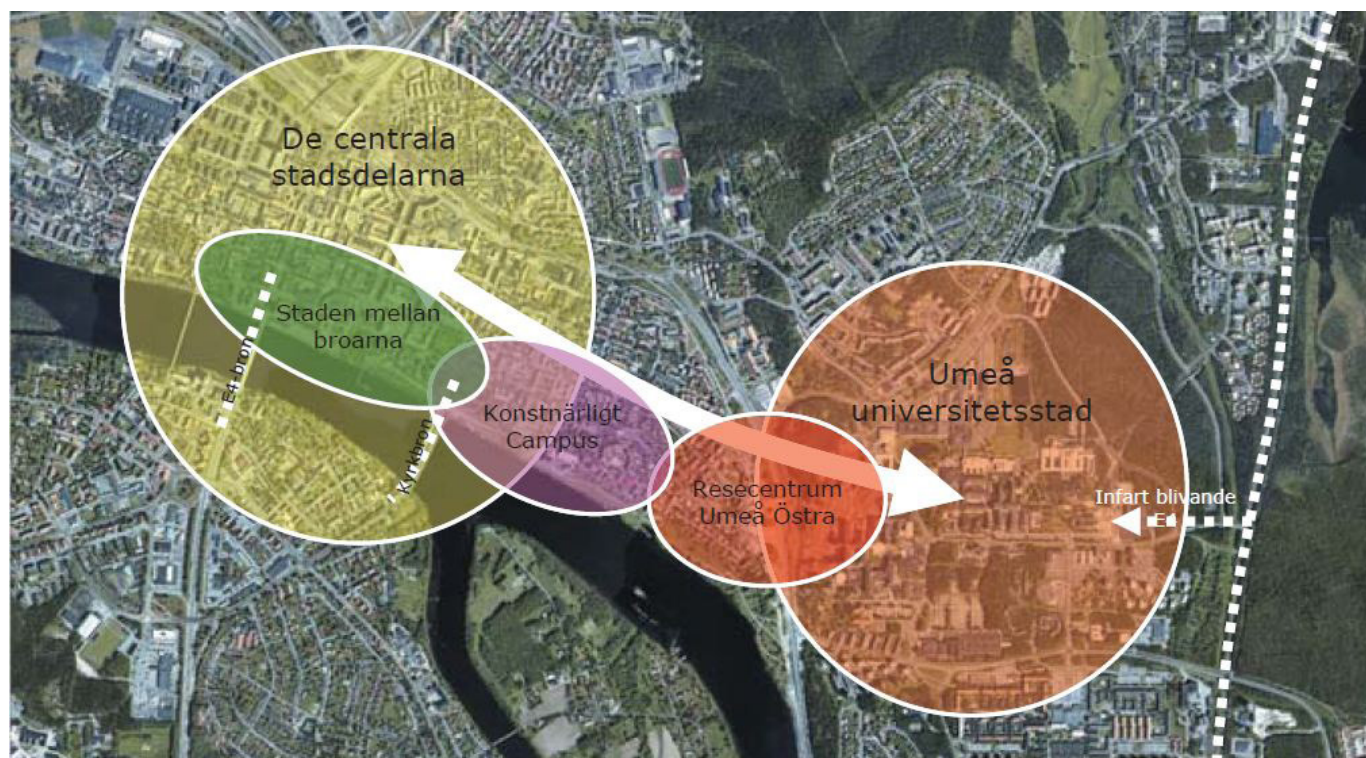 De centrala
stadsdelarna
Staden mellan
broarna
E4-bron
Kyrkbron
Konstnärligt
Campus
Resecentrum
Umeå Östra
Umeå
universitetsstad
Infart blivande
E4